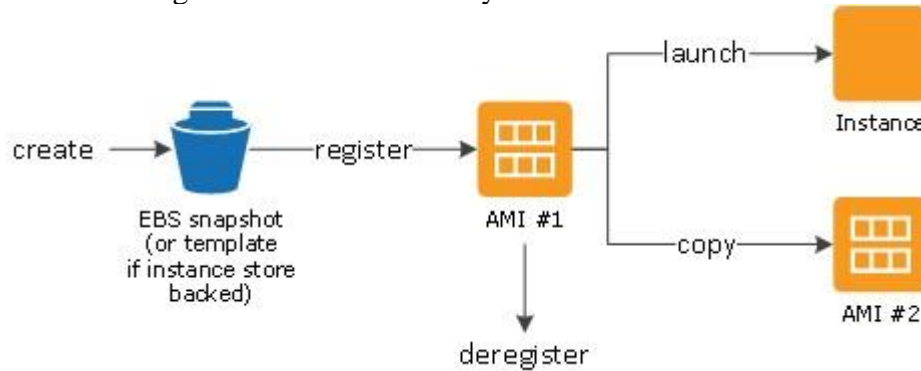 launch
Instance
create
register
EBS snapshot
(or template
if instance store
backed)
AMI #1
copy
AMI #2
deregister